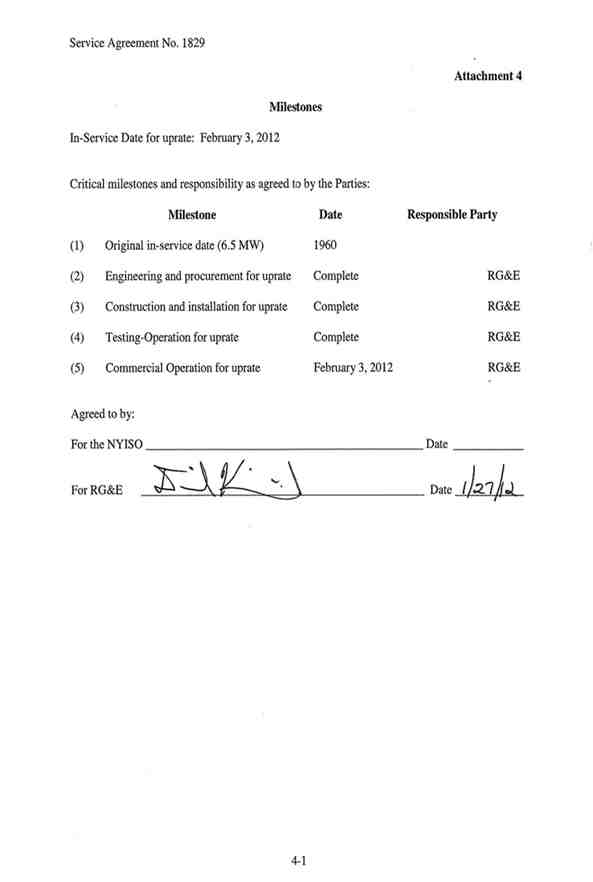 Service Agreement No. 1829
Attachment 4
Milestones
In-Service Date for uprate: February 3, 2012
Critical milestones and responsibility as agreed to by the Parties:
Milestone Date Responsible Party
(1) Original in-service date (6.5 MW) 1960
(2) Engineering and procurement for uprate Complete RG&E
(3) Construction and installation for uprate Complete RG&E
(4) Testing-Operation for uprate Complete RG&E
(5) Commercial Operation for uprate February 3, 2012 RG&E
Agreed to by:
For the NYISO Date
For RG&E Date 1/27/12
4-1